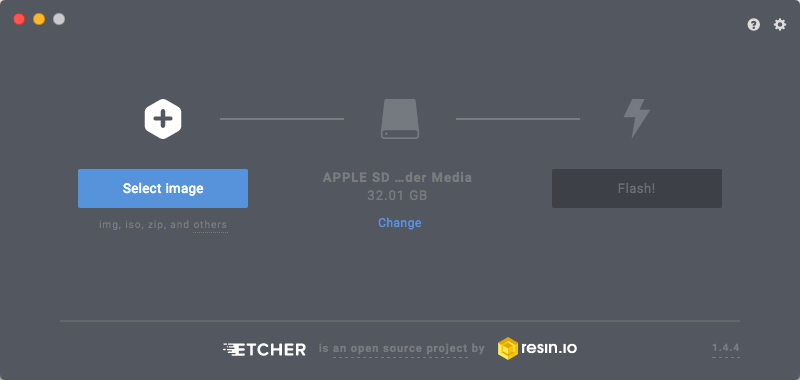 Select image
img, iso, zip, and others
APPLE SD ...der Media
32.01 GB
Change
Flash!
ETCHER is an open source project by resin.io
1.4.4